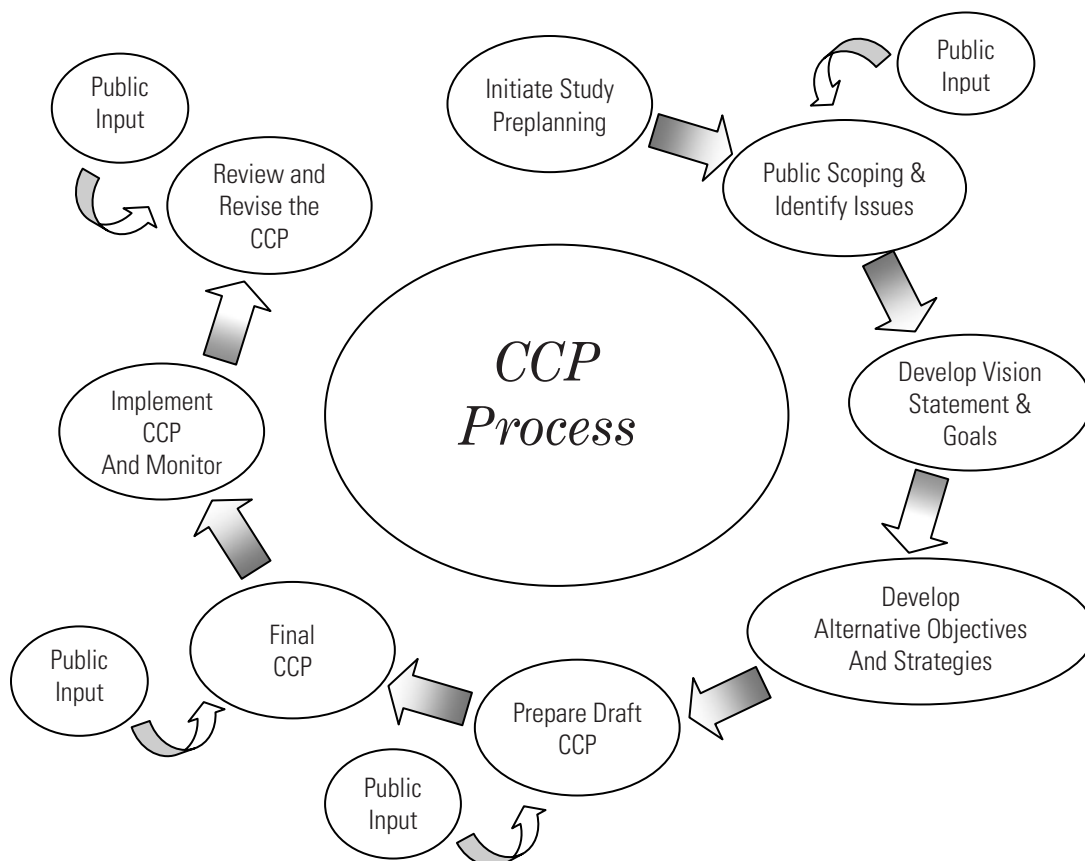 CCP
Process
Initiate Study
Preplanning
Public
Input
Public Scoping &
Identify Issues
Develop Vision
Statement &
Goals
Develop
Alternative Objectives
And Strategies
Prepare Draft
CCP
Public
Input
Final
CCP
Public
Input
Implement
CCP
And Monitor
Review and
Revise the
CCP
Public
Input